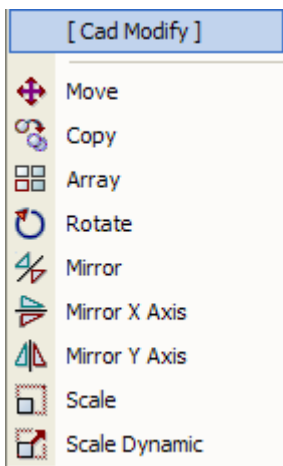 [ Cad Modify ]
Move
Copy
Array
Rotate
Mirror
Mirror X Axis
Mirror Y Axis
Scale
Scale Dynamic